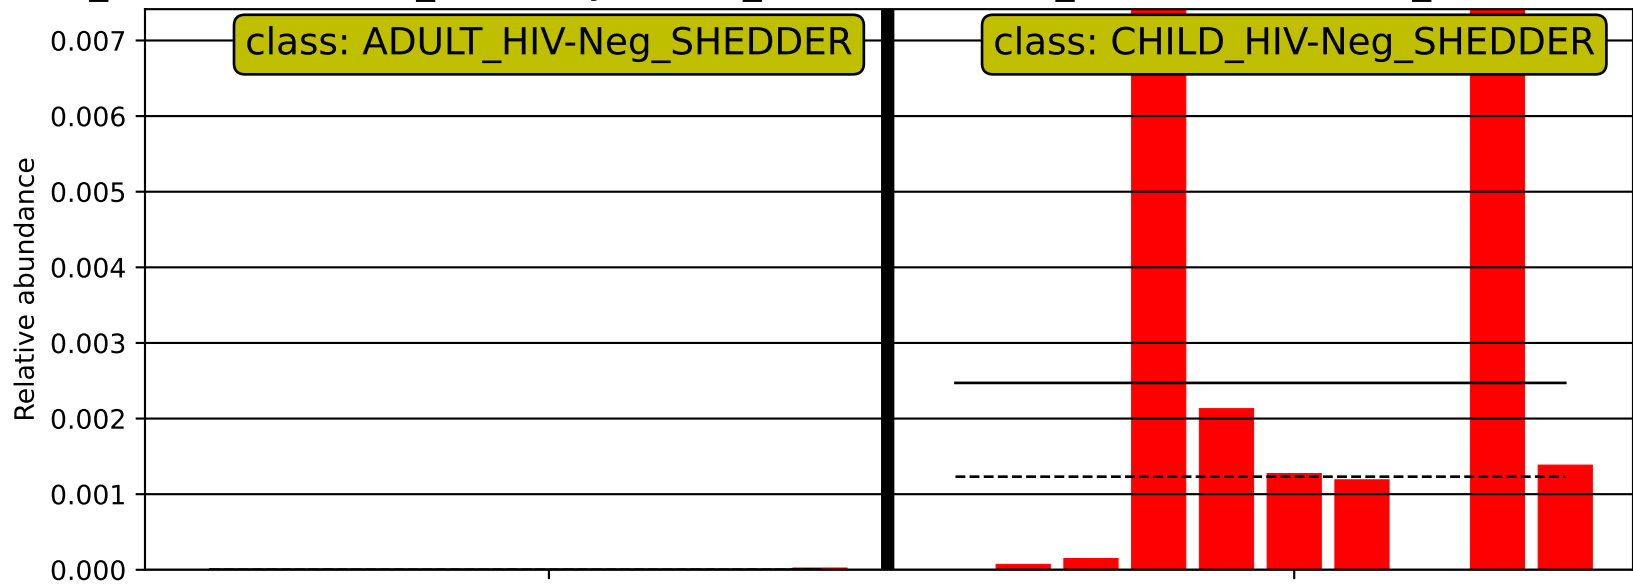 class: ADULT_HIV-Neg_SHEDDER
class: CHILD_HIV-Neg_SHEDDER
Relative abundance
0.007
0.006
0.005
0.004
0.003
0.002
0.001
0.000